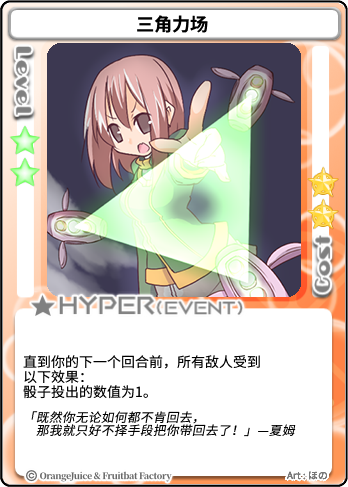 三角力场
Level
Cost
HYPER(EVENT)
直到你的下一个回合前，所有敌人受到
以下效果：
骰子投出的数值为1。
「既然你无论如何都不肯回去，
那我就只好不择手段把你带回去了！」—夏姆
© OrangeJuice & Fruitbat Factory
Art : ほの